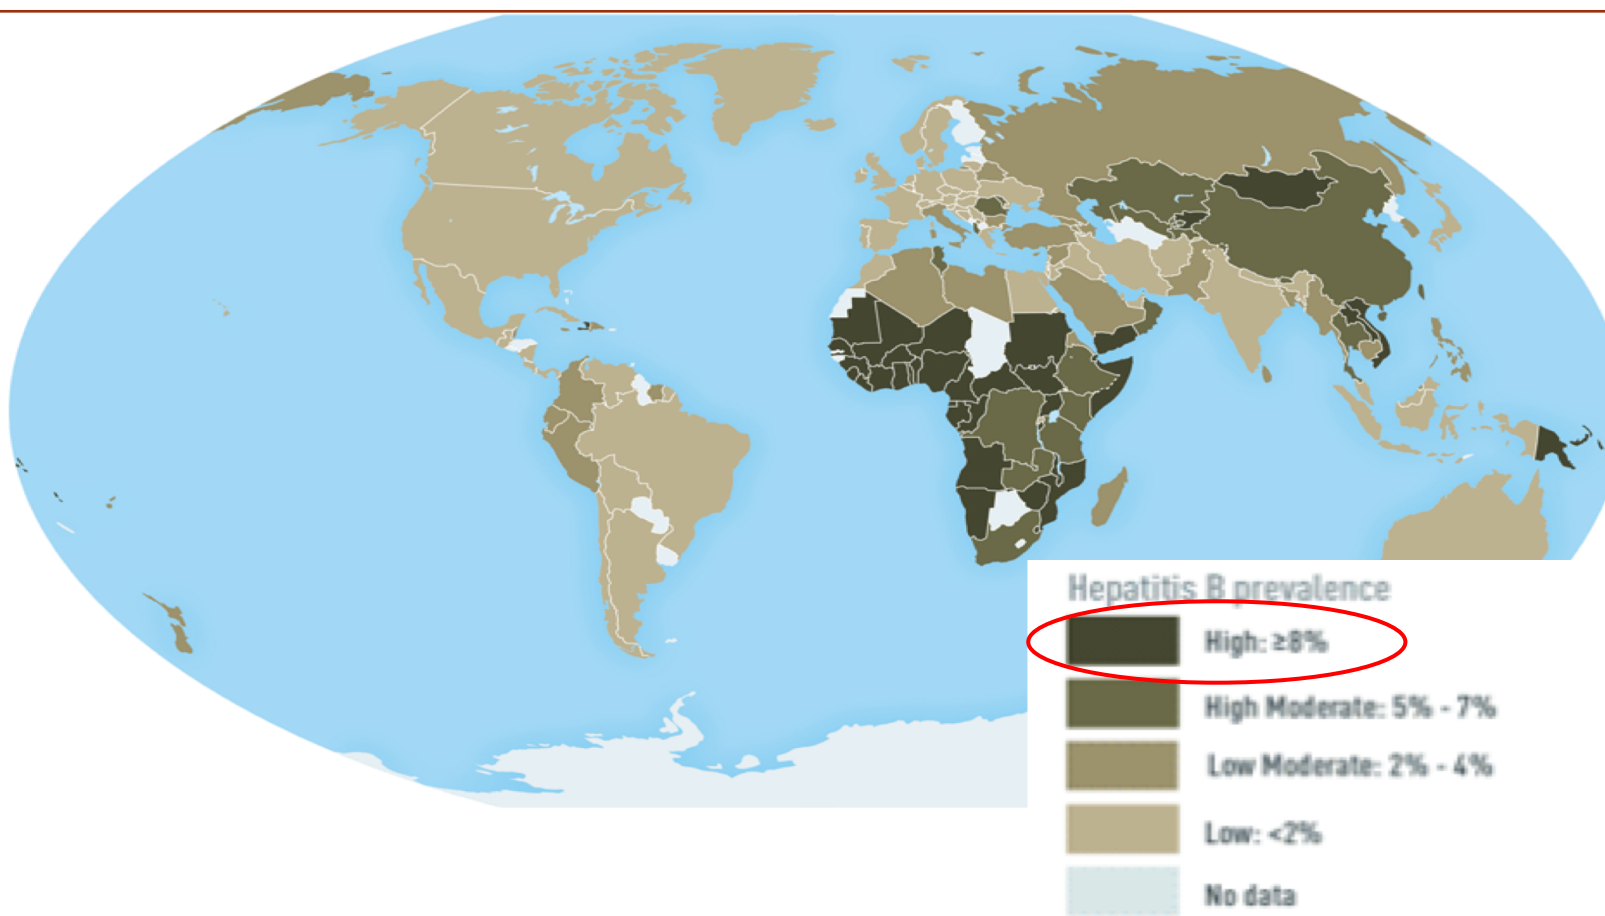 Hepatitis B prevalence
High: ≥8%
High Moderate: 5% - 7%
Low Moderate: 2% - 4%
Low: <2%
No data